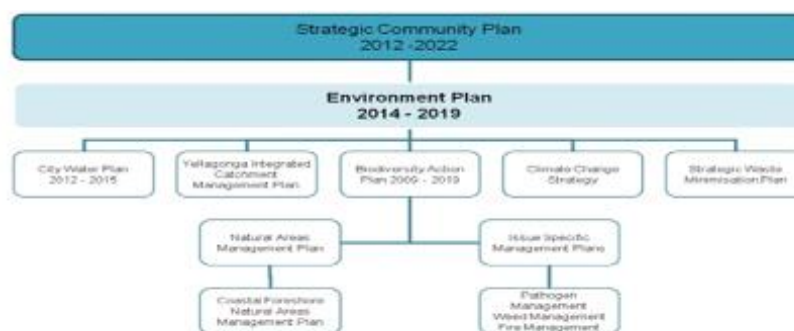 Strategic Community Plan
2012 -2022
Environment Plan
2014 - 2019
City Water Plan
2012 - 2015
Yellagonga Integrated
Catchment
Management Plan
Biodiversity Action
Plan 2009 - 2019
Climate Change
Strategy
Strategic Waste
Minimisation Plan
Natural Areas
Management Plan
Issue Specific
Management Plans
Coastal Foreshore
Natural Areas
Management Plan
Pathogen
Management
Weed Management
Fire Management